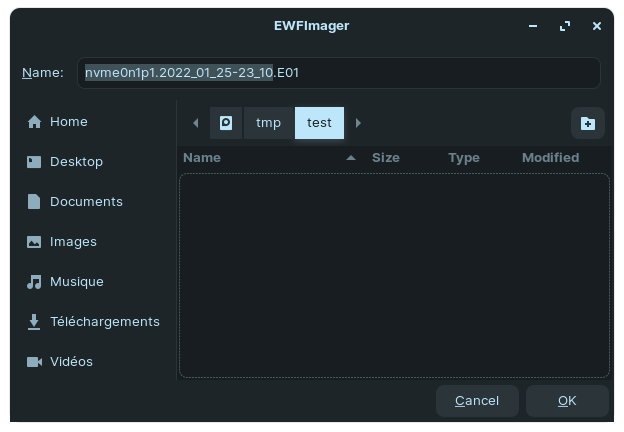 EWFImager
Name: nvme0n1p1.2022_01_25-23_10.E01
Home
tmp test
Desktop
Name Size Type Modified
Documents
Images
Musique
Téléchargements
Vidéos
Cancel OK